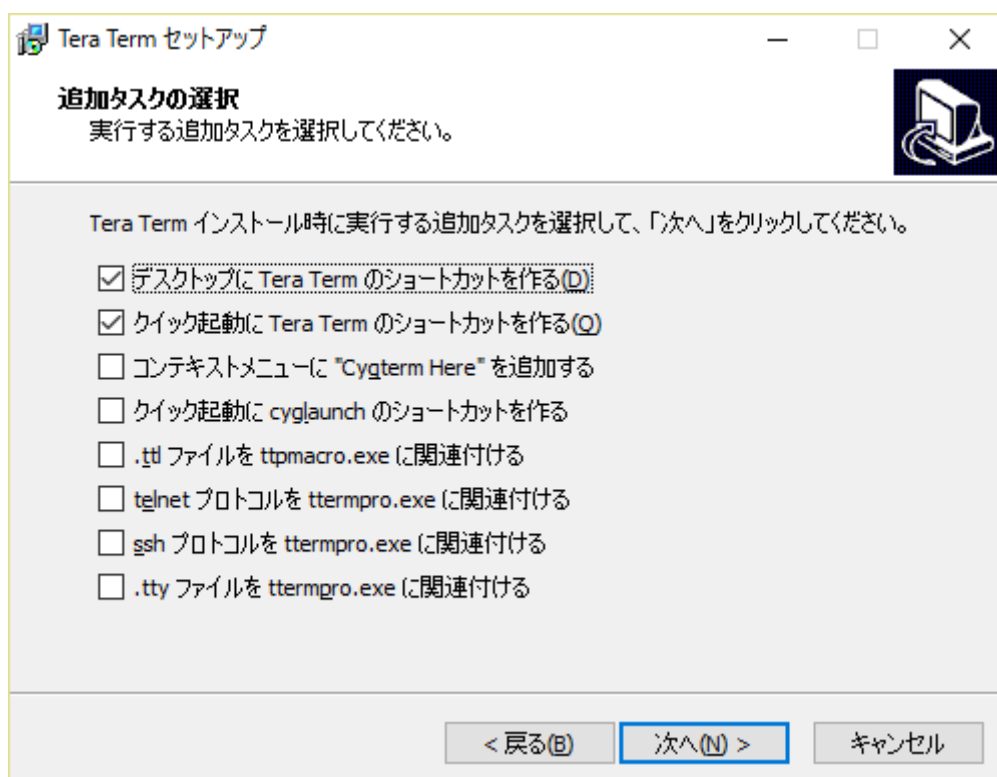 Tera Term セットアップ
追加タスクの選択
実行する追加タスクを選択してください。
Tera Term インストール時に実行する追加タスクを選択して、「次へ」をクリックしてください。
デスクトップに Tera Term のショートカットを作る(D)
クイック起動に Tera Term のショートカットを作る(Q)
コンテキストメニューに "Cygterm Here" を追加する
クイック起動に cyglaunch のショートカットを作る
.ttl ファイルを ttpmacro.exe に関連付ける
telnet プロトコルを ttermpro.exe に関連付ける
ssh プロトコルを ttermpro.exe に関連付ける
.tty ファイルを ttermpro.exe に関連付ける
< 戻る(B)
次へ(N) >
キャンセル